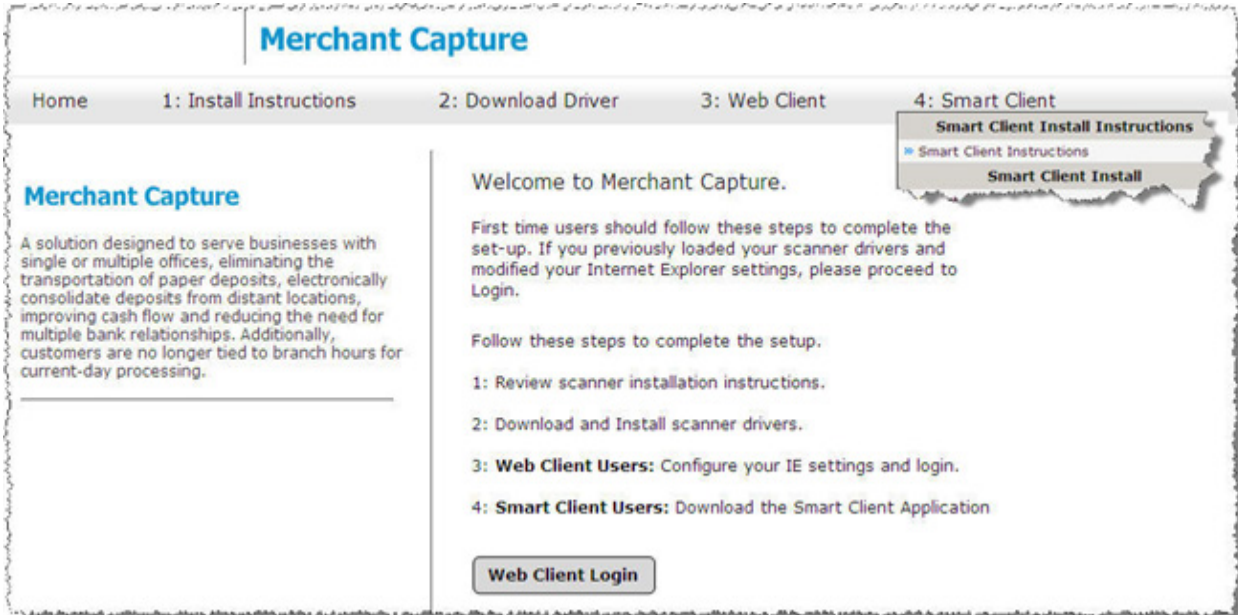 Merchant Capture
Home
1: Install Instructions
2: Download Driver
3: Web Client
4: Smart Client
Smart Client Install Instructions
» Smart Client Instructions
Smart Client Install
Merchant Capture
A solution designed to serve businesses with
single or multiple offices, eliminating the
transportation of paper deposits, electronically
consolidate deposits from distant locations,
improving cash flow and reducing the need for
multiple bank relationships. Additionally,
customers are no longer tied to branch hours for
current-day processing.
Welcome to Merchant Capture.
First time users should follow these steps to complete the
set-up. If you previously loaded your scanner drivers and
modified your Internet Explorer settings, please proceed to
Login.
Follow these steps to complete the setup.
1: Review scanner installation instructions.
2: Download and Install scanner drivers.
3: Web Client Users: Configure your IE settings and login.
4: Smart Client Users: Download the Smart Client Application
Web Client Login